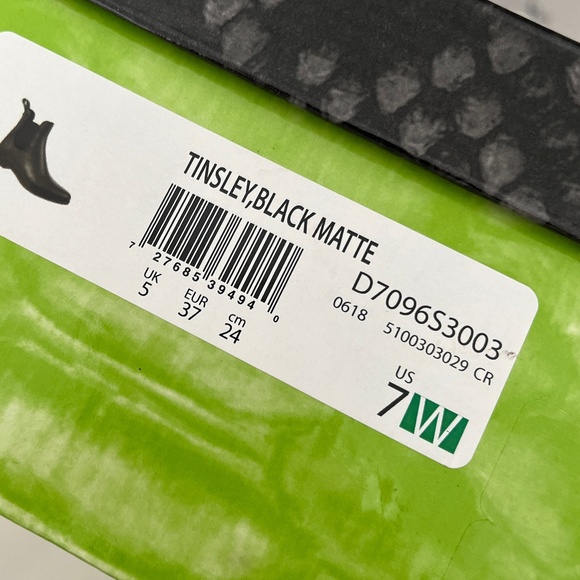 TINSLEY,BLACK MATTE
7 27685 39494 0
D7096S3003
0618 5100303029 CR
UK EUR cm
5 37 24
US
7W